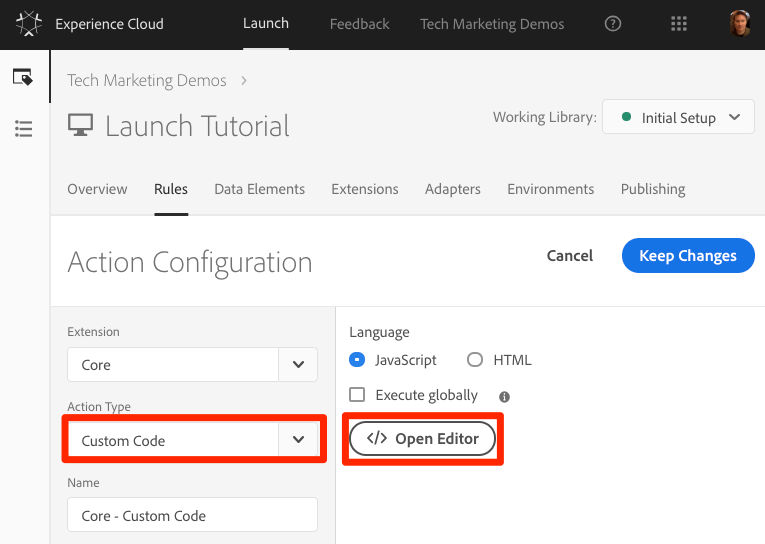 Experience Cloud Launch Feedback Tech Marketing Demos ?
Tech Marketing Demos >
Launch Tutorial
Working Library: Initial Setup
Overview Rules Data Elements Extensions Adapters Environments Publishing
Action Configuration
Cancel Keep Changes
Extension
Core
Action Type
Custom Code
Name
Core - Custom Code
Language
JavaScript HTML
Execute globally i
</> Open Editor